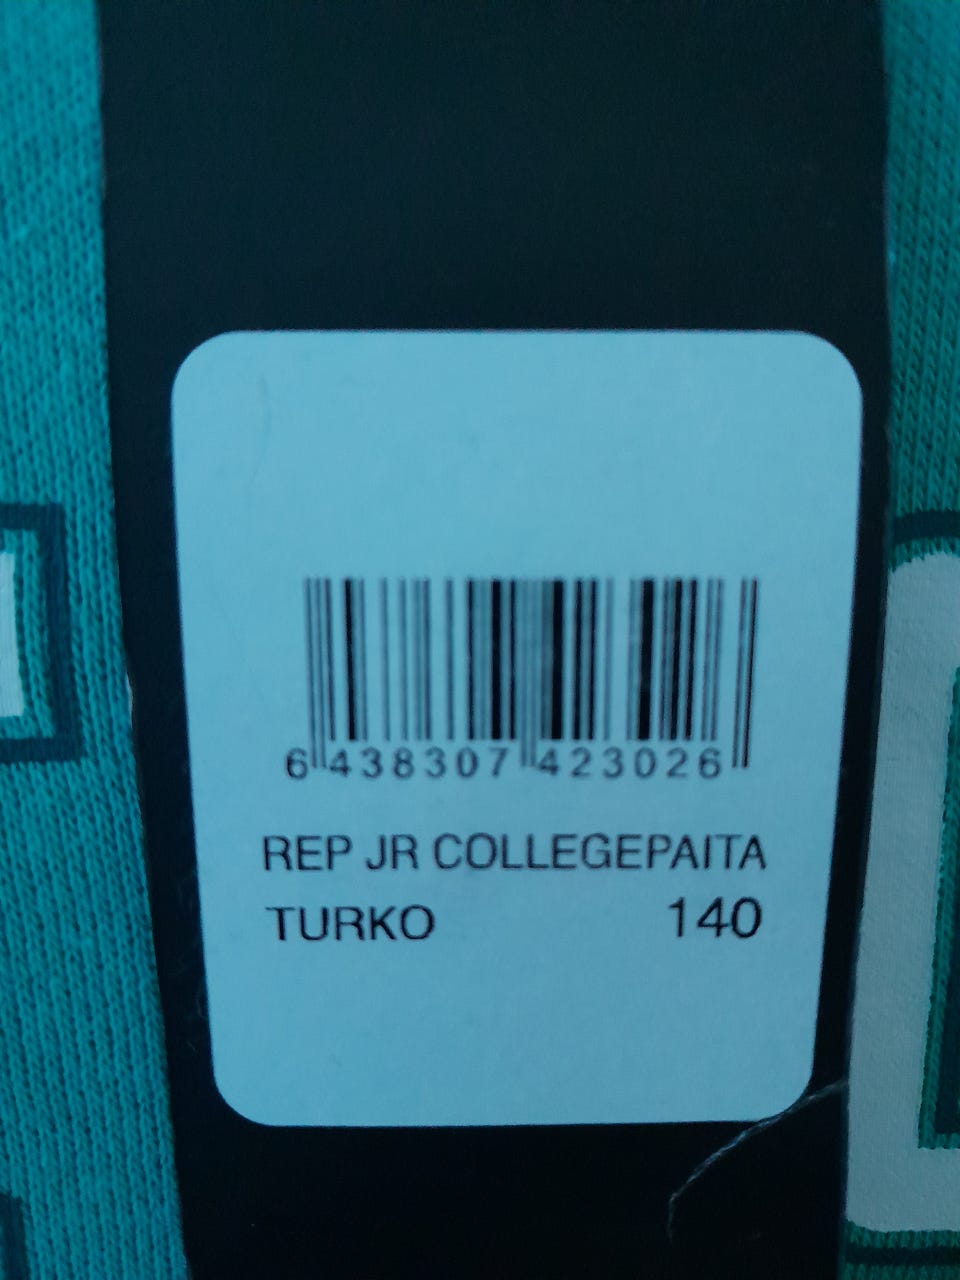 6 438307 423026
REP JR COLLEGEPAITA
TURKO 140